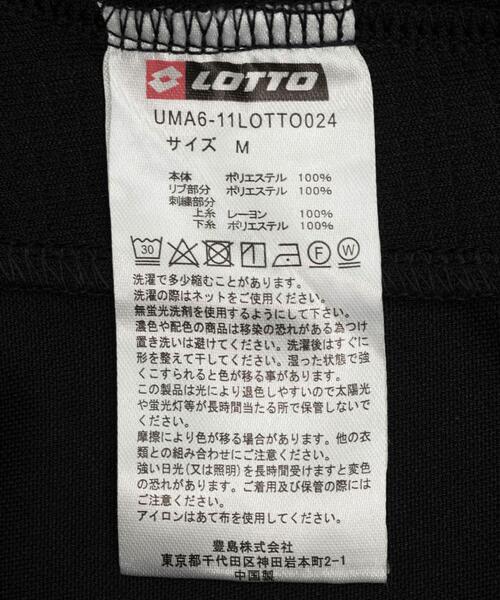 LOTTO
UMA6-11LOTTO024
サイズ M
本体 ポリエステル 100%
リブ部分 ポリエステル 100%
刺繍部分
上糸 レーヨン 100%
下糸 ポリエステル 100%
30 F W
洗濯で多少縮むことがあります。
洗濯の際はネットをご使用ください。
無蛍光洗剤を使用するようにして下さい。
濃色や配色の商品は移染の恐れがある為つけ
置き洗いは避けてください。洗濯後はすぐに
形を整えて干してください。湿った状態で強
くこすられると色が移る事があります。
この製品は光により退色しやすいので太陽光
や蛍光灯等が長時間当たる所で保管しないで
ください。
摩擦により色が移る場合があります。他の衣
類との組み合わせにご注意ください。
強い日光(又は照明)を長時間受けますと変色
の恐れがあります。ご着用及び保管の際にご
注意ください。
アイロンはあて布を使用してください。
豊島株式会社
東京都千代田区神田岩本町2-1
中国製